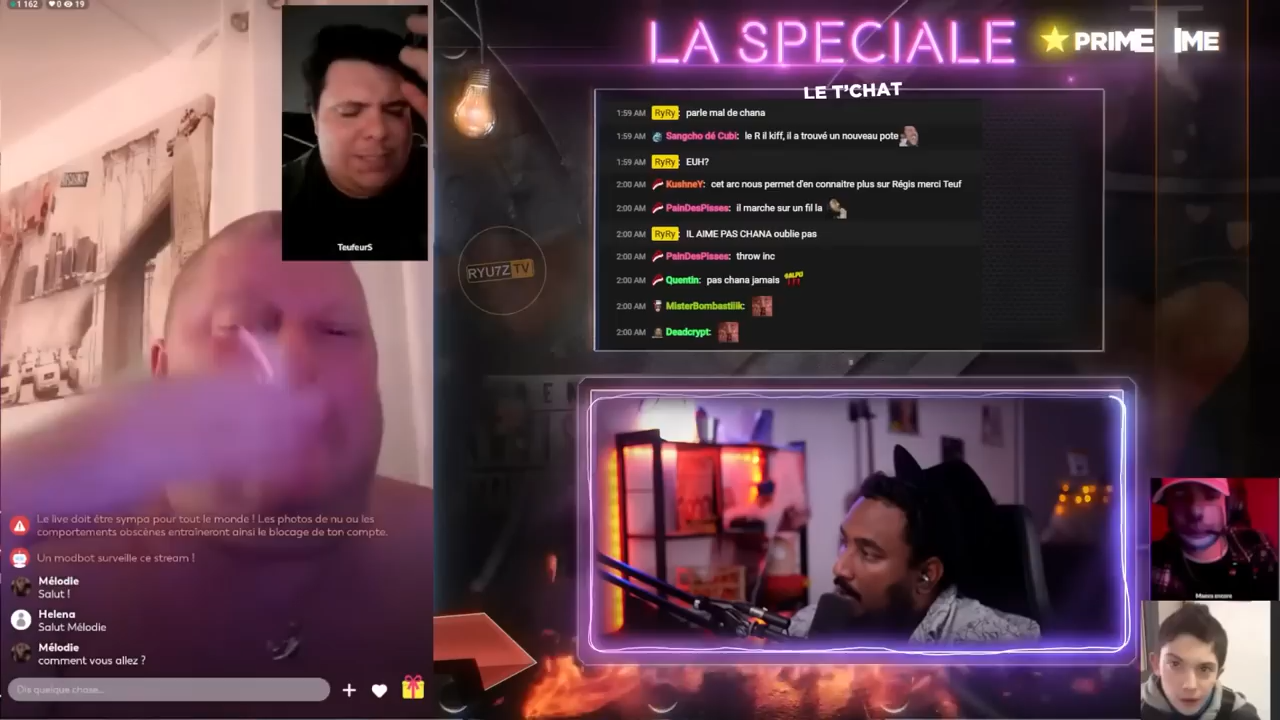 1 162 0 19
TeufeurS
Le live doit être sympa pour tout le monde ! Les photos de nu ou les
comportements obscènes entraîneront ainsi le blocage de ton compte.
Un modbot surveille ce stream !
Mélodie
Salut !
Helena
Salut Mélodie
Mélodie
comment vous allez ?
Dis quelque chose...
LA SPECIALE
PRIME IME
LE T'CHAT
1:59 AM RyRy: parle mal de chana
1:59 AM Sangcho dé Cubi: le R il kiff, il a trouvé un nouveau pote
1:59 AM RyRy: EUH?
2:00 AM KushneY: cet arc nous permet d'en connaitre plus sur Régis merci Teuf
2:00 AM PainDesPisses: il marche sur un fil la
2:00 AM RyRy: IL AIME PAS CHANA oublie pas
2:00 AM PainDesPisses: throw inc
2:00 AM Quentin: pas chana jamais
2:00 AM MisterBombastiiik:
2:00 AM Deadcrypt:
RYU7Z TV